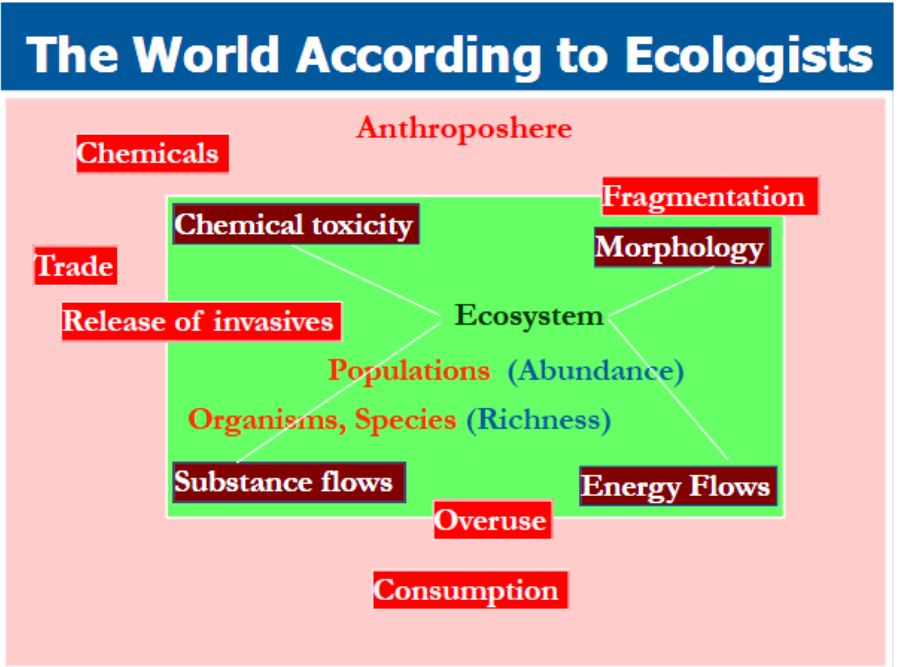 The World According to Ecologists
Anthroposhere
Chemicals
Fragmentation
Chemical toxicity
Morphology
Trade
Release of invasives
Ecosystem
Populations (Abundance)
Organisms, Species (Richness)
Substance flows
Energy Flows
Overuse
Consumption